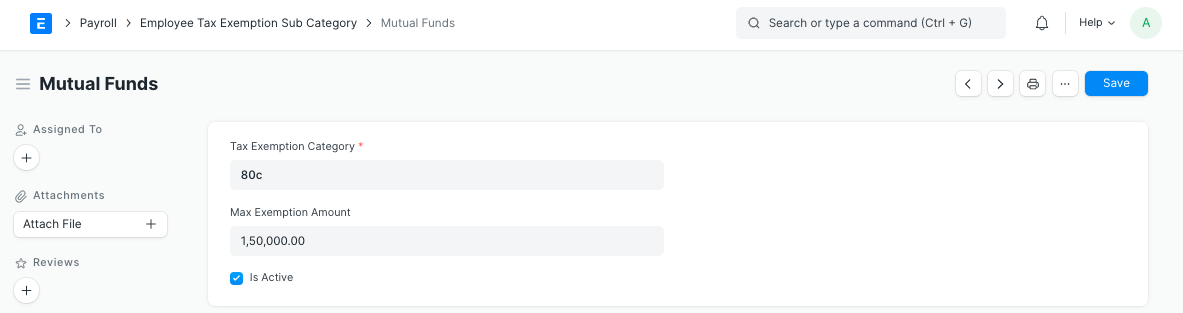 E Payroll Employee Tax Exemption Sub Category Mutual Funds Search or type a command (Ctrl + G) Help A
Mutual Funds ... Save
Assigned To
+
Attachments
Attach File +
Reviews
+
Tax Exemption Category *
80c
Max Exemption Amount
1,50,000.00
Is Active